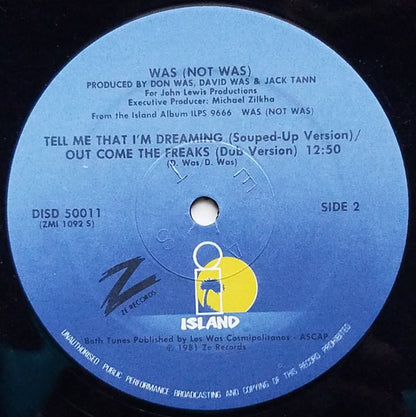 WAS (NOT WAS)
PRODUCED BY DON WAS, DAVID WAS & JACK TANN
For John Lewis Productions
Executive Producer: Michael Zilkha
From the Island Album ILPS 9666 WAS (NOT WAS)
TELL ME THAT I'M DREAMING (Souped-Up Version)/
OUT COME THE FREAKS (Dub Version) 12:50
(D. Was/D. Was)
DISD 50011
(ZMI 1092 S)
SIDE 2
Z
ZE RECORDS
ISLAND
Both Tunes Published by Les Was Cosmipolitanos - ASCAP
℗ 1981 Ze Records
UNAUTHORISED PUBLIC PERFORMANCE BROADCASTING AND COPYING OF THIS RECORD PROHIBITED